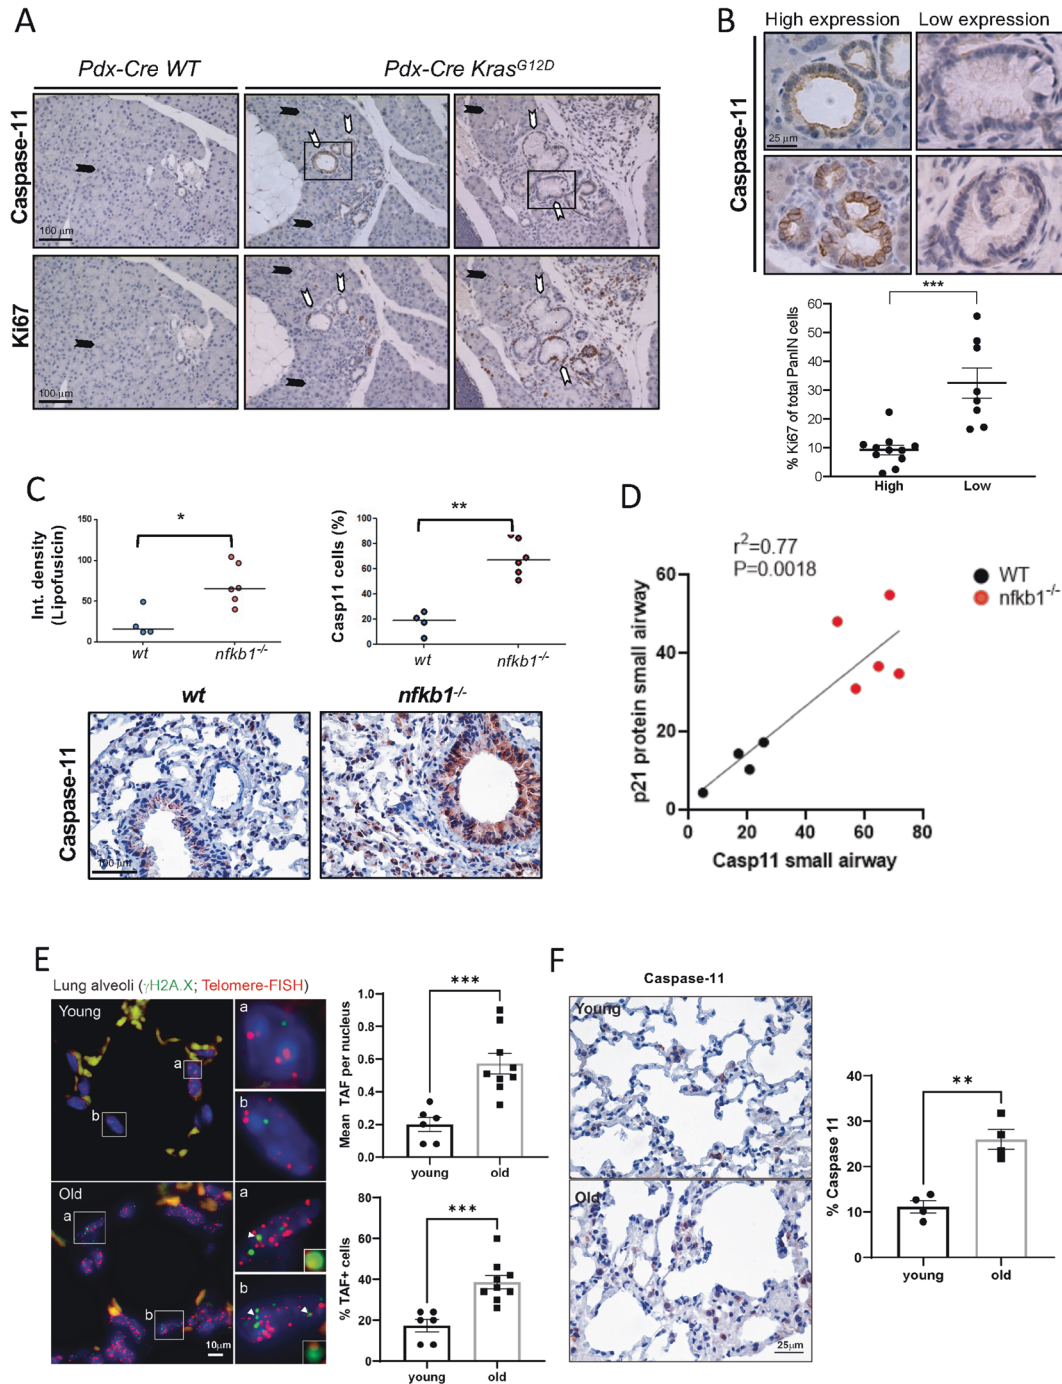 A
Pdx-Cre WT
Pdx-Cre Kras^G12D
Caspase-11
100 µm
Ki67
100 µm
B
High expression
Low expression
Caspase-11
25 µm
***
% Ki67 of total PanIN cells
60
50
40
30
20
10
0
High
Low
C
Int. density
(Lipofusicin)
150
100
50
0
*
wt
nfkb1-/-
Casp11 cells (%)
100
80
60
40
20
0
**
wt
nfkb1-/-
wt
nfkb1-/-
Caspase-11
100 µm
D
r²=0.77
P=0.0018
WT
nfkb1-/-
p21 protein small airway
60
40
20
0
0
20
40
60
80
Casp11 small airway
E
Lung alveoli (γH2A.X; Telomere-FISH)
Young
a
b
a
b
Old
a
b
a
b
10µm
Mean TAF per nucleus
1.0
0.8
0.6
0.4
0.2
0.0
***
young
old
% TAF+ cells
80
60
40
20
0
***
young
old
F
Caspase-11
Young
Old
25µm
% Caspase 11
40
30
20
10
0
**
young
old